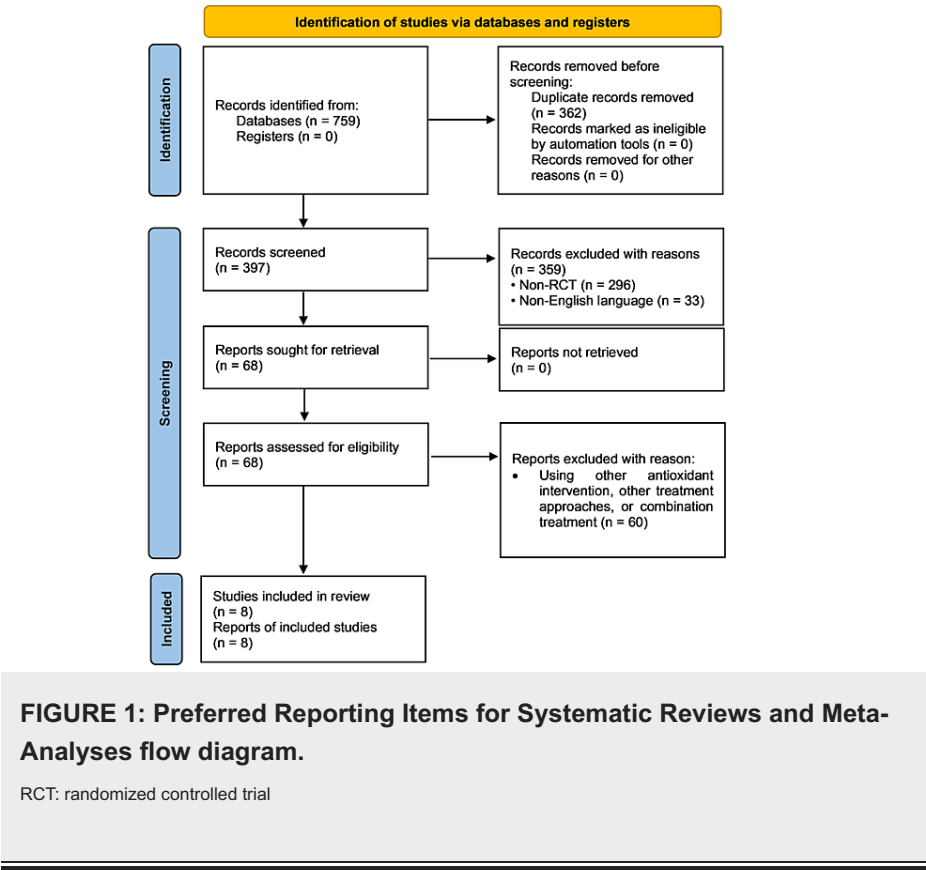 Identification of studies via databases and registers
Identification
Records identified from:
Databases (n = 759)
Registers (n = 0)
Records removed before
screening:
Duplicate records removed
(n = 362)
Records marked as ineligible
by automation tools (n = 0)
Records removed for other
reasons (n = 0)
Screening
Records screened
(n = 397)
Records excluded with reasons
(n = 359)
• Non-RCT (n = 296)
• Non-English language (n = 33)
Reports sought for retrieval
(n = 68)
Reports not retrieved
(n = 0)
Reports assessed for eligibility
(n = 68)
Reports excluded with reason:
• Using other antioxidant
intervention, other treatment
approaches, or combination
treatment (n = 60)
Included
Studies included in review
(n = 8)
Reports of included studies
(n = 8)
FIGURE 1: Preferred Reporting Items for Systematic Reviews and Meta-
Analyses flow diagram.
RCT: randomized controlled trial